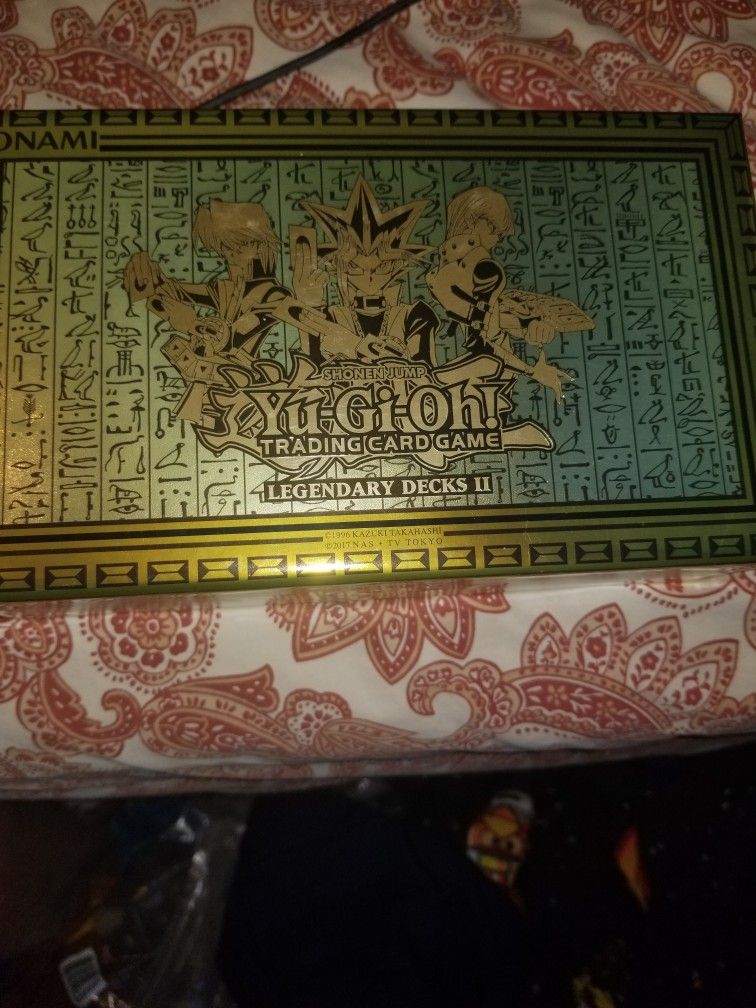 ONAMI
SHONEN JUMP
Yu-Gi-Oh!
TRADING CARD GAME
LEGENDARY DECKS II
©1996 KAZUKI TAKAHASHI
©2017 NAS • TV TOKYO